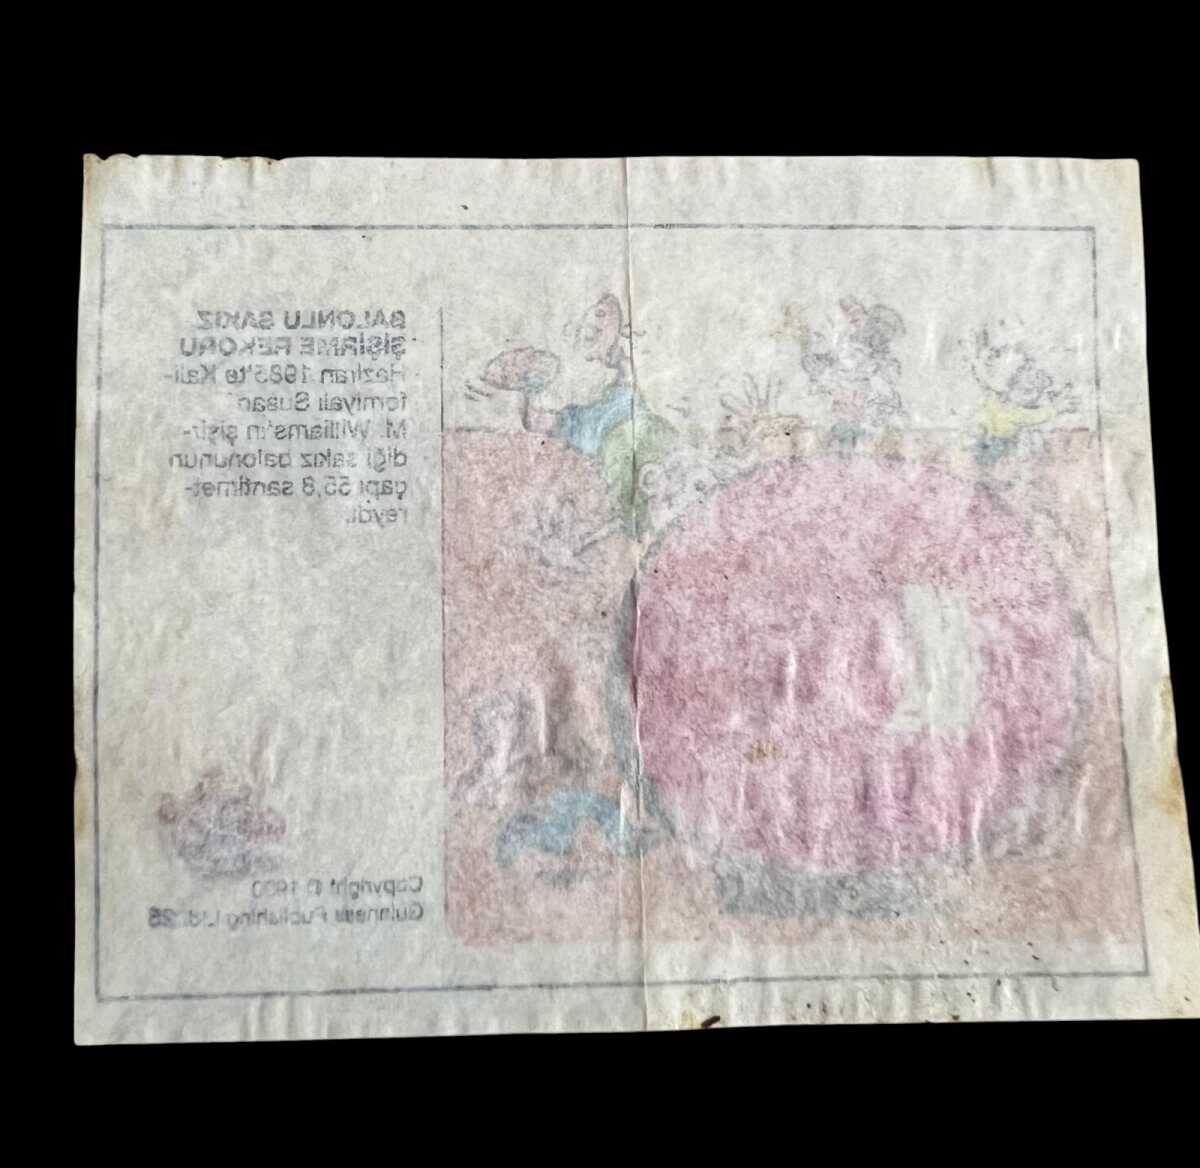 BALONLU SAKIZ
ŞİŞİRME REKORU
Haziran 1985'te Kali-
forniyalı Susan
M. Williams'ın şişir-
diği sakız balonunun
çapı 55,8 santimet-
reydi.
Copyright © 1990
Guinness Publishing Ltd. 25